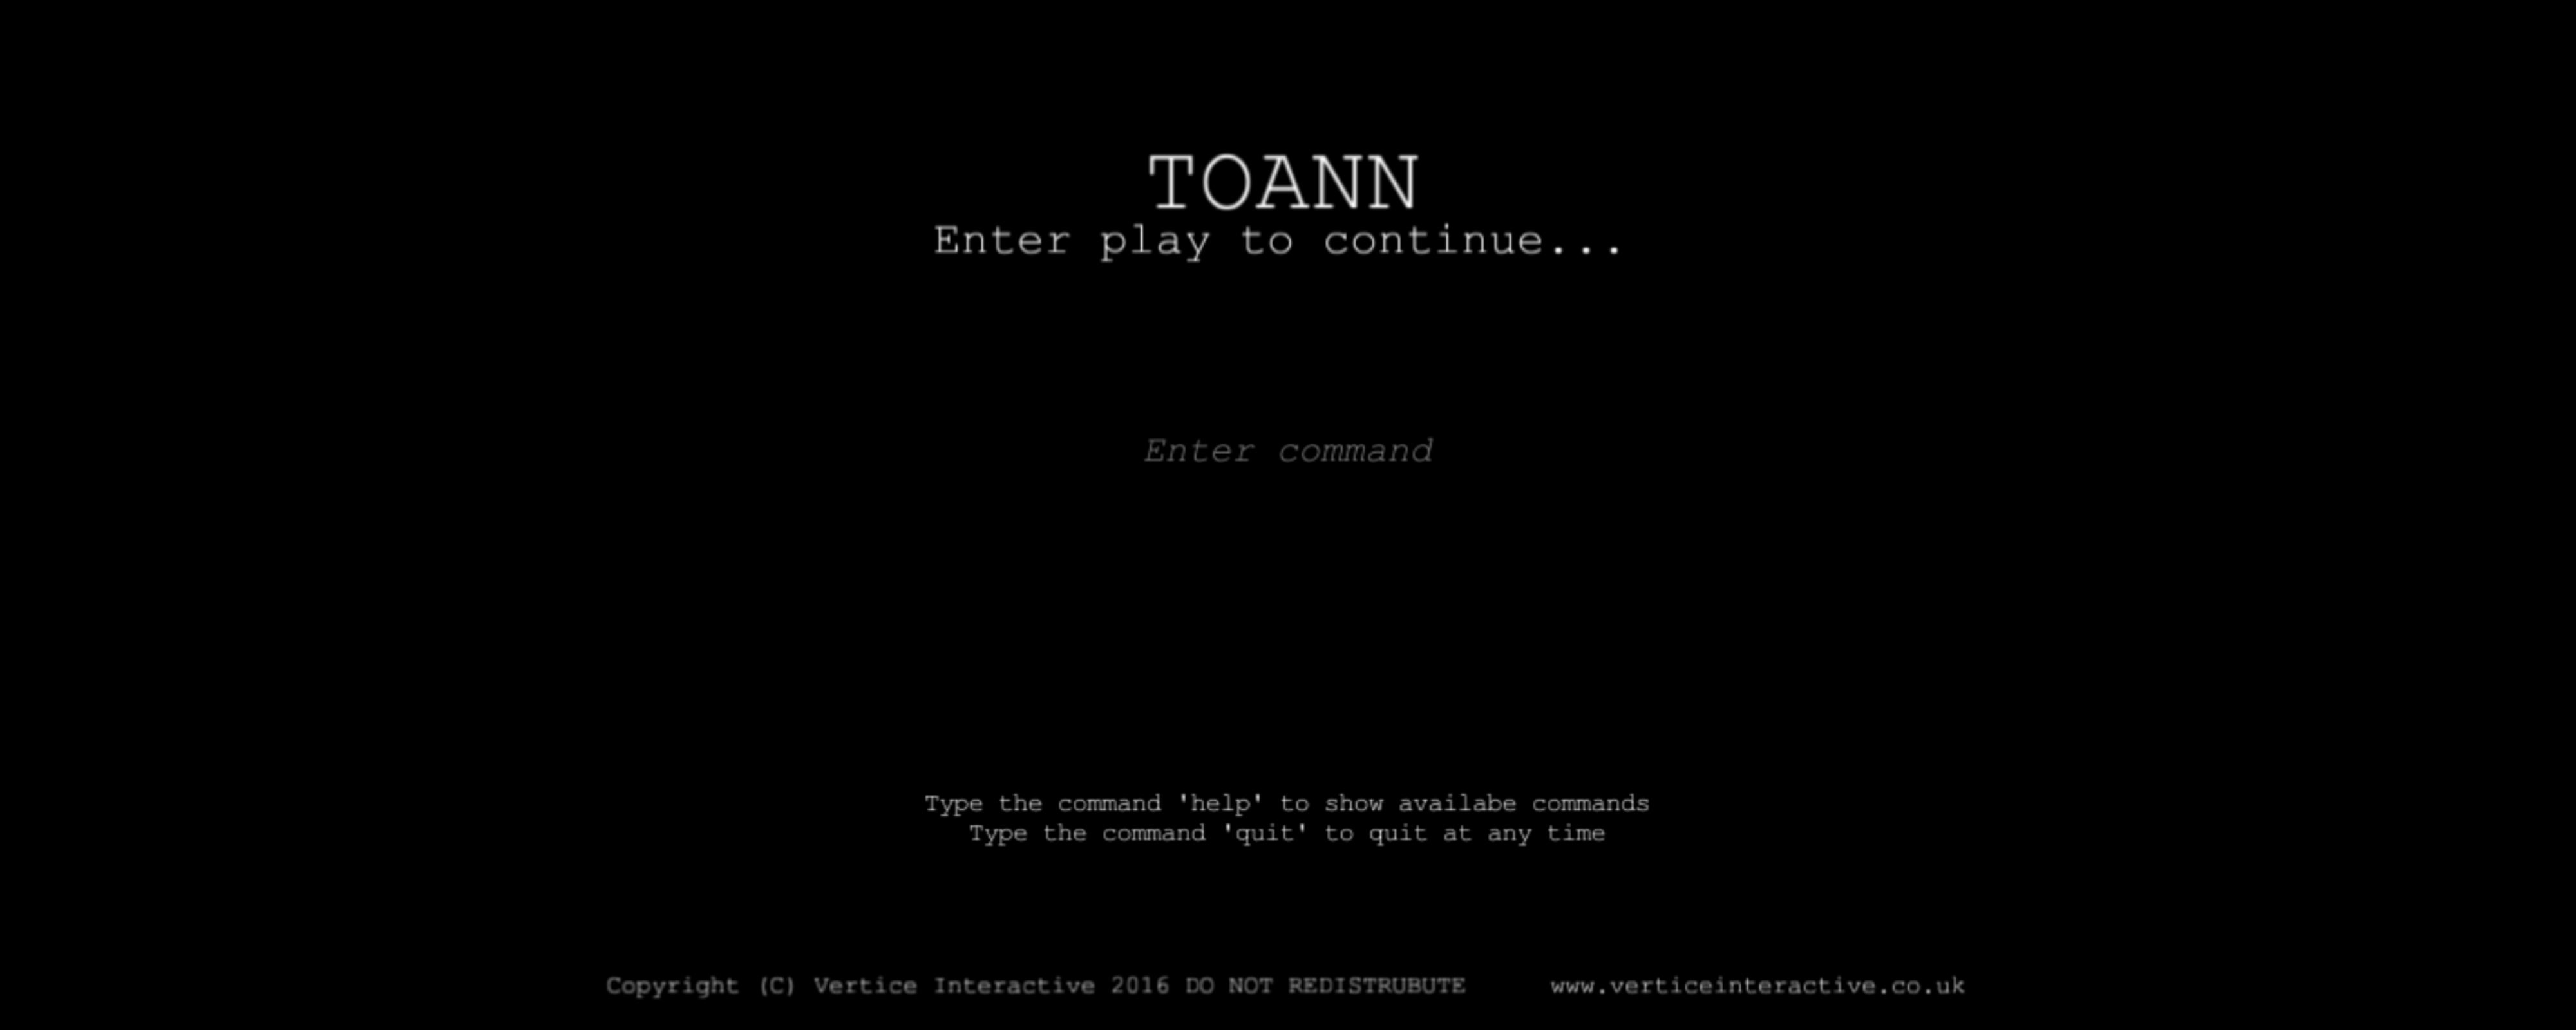 TOANN
Enter play to continue...
Enter command
Type the command 'help' to show availabe commands
Type the command 'quit' to quit at any time
Copyright (C) Vertice Interactive 2016 DO NOT REDISTRUBUTE www.verticeinteractive.co.uk